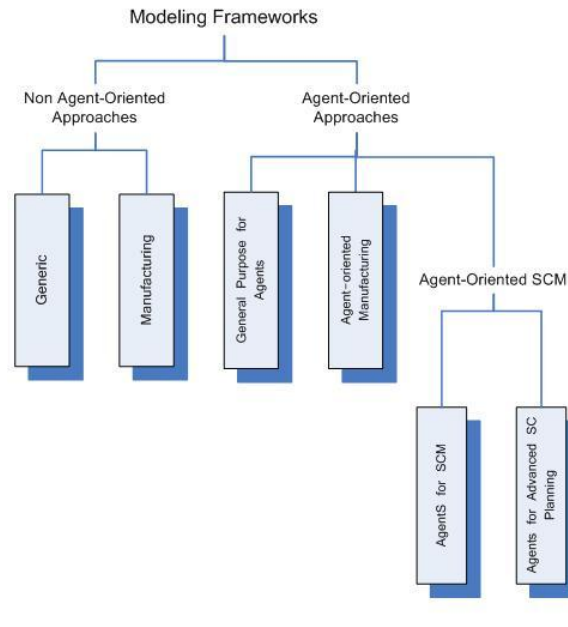 Modeling Frameworks
Non Agent-Oriented
Approaches
Agent-Oriented
Approaches
Generic
Manufacturing
General Purpose for
Agents
Agent-oriented
Manufacturing
Agent-Oriented SCM
AgentS for SCM
Agents for Advanced SC
Planning